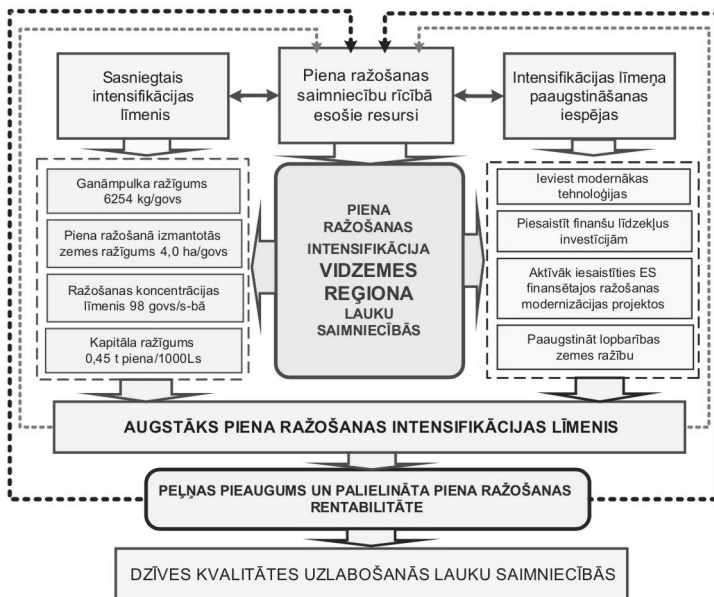 Sasniegtais
intensifikācijas
līmenis
Piena ražošanas
saimniecību rīcībā
esošie resursi
Intensifikācijas līmeņa
paaugstināšanas
iespējas
Ganāmpulka ražīgums
6254 kg/govs
Piena ražošanā izmantotās
zemes ražīgums 4,0 ha/govs
Ražošanas koncentrācijas
līmenis 98 govs/s-bā
Kapitāla ražīgums
0,45 t piena/1000Ls
PIENA
RAŽOŠANAS
INTENSIFIKĀCIJA
VIDZEMES
REĢIONA
LAUKU
SAIMNIECĪBĀS
Ieviest modernākas
tehnoloģijas
Piesaistīt finanšu līdzekļus
investīcijām
Aktīvāk iesaistīties ES
finansētajos ražošanas
modernizācijas projektos
Paaugstināt lopbarības
zemes ražību
AUGSTĀKS PIENA RAŽOŠANAS INTENSIFIKĀCIJAS LĪMENIS
PEĻŅAS PIEAUGUMS UN PALIELINĀTA PIENA RAŽOŠANAS
RENTABILITĀTE
DZĪVES KVALITĀTES UZLABOŠANĀS LAUKU SAIMNIECĪBĀS